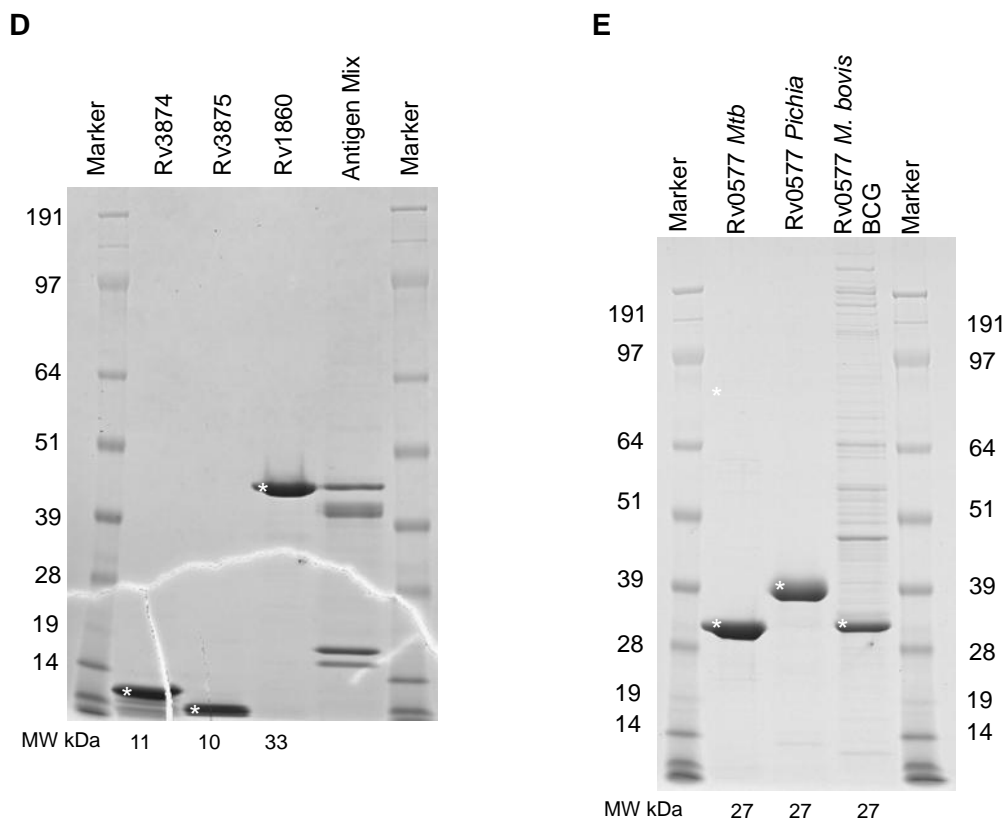 D
Marker
Rv3874
Rv3875
Rv1860
Antigen Mix
Marker
191
97
64
51
39
28
19
14
*
*
*
MW kDa 11 10 33
E
Marker
Rv0577 Mtb
Rv0577 Pichia
Rv0577 M. bovis
BCG
Marker
191
97
64
51
39
28
19
14
*
*
*
*
191
97
64
51
39
28
19
14
MW kDa 27 27 27